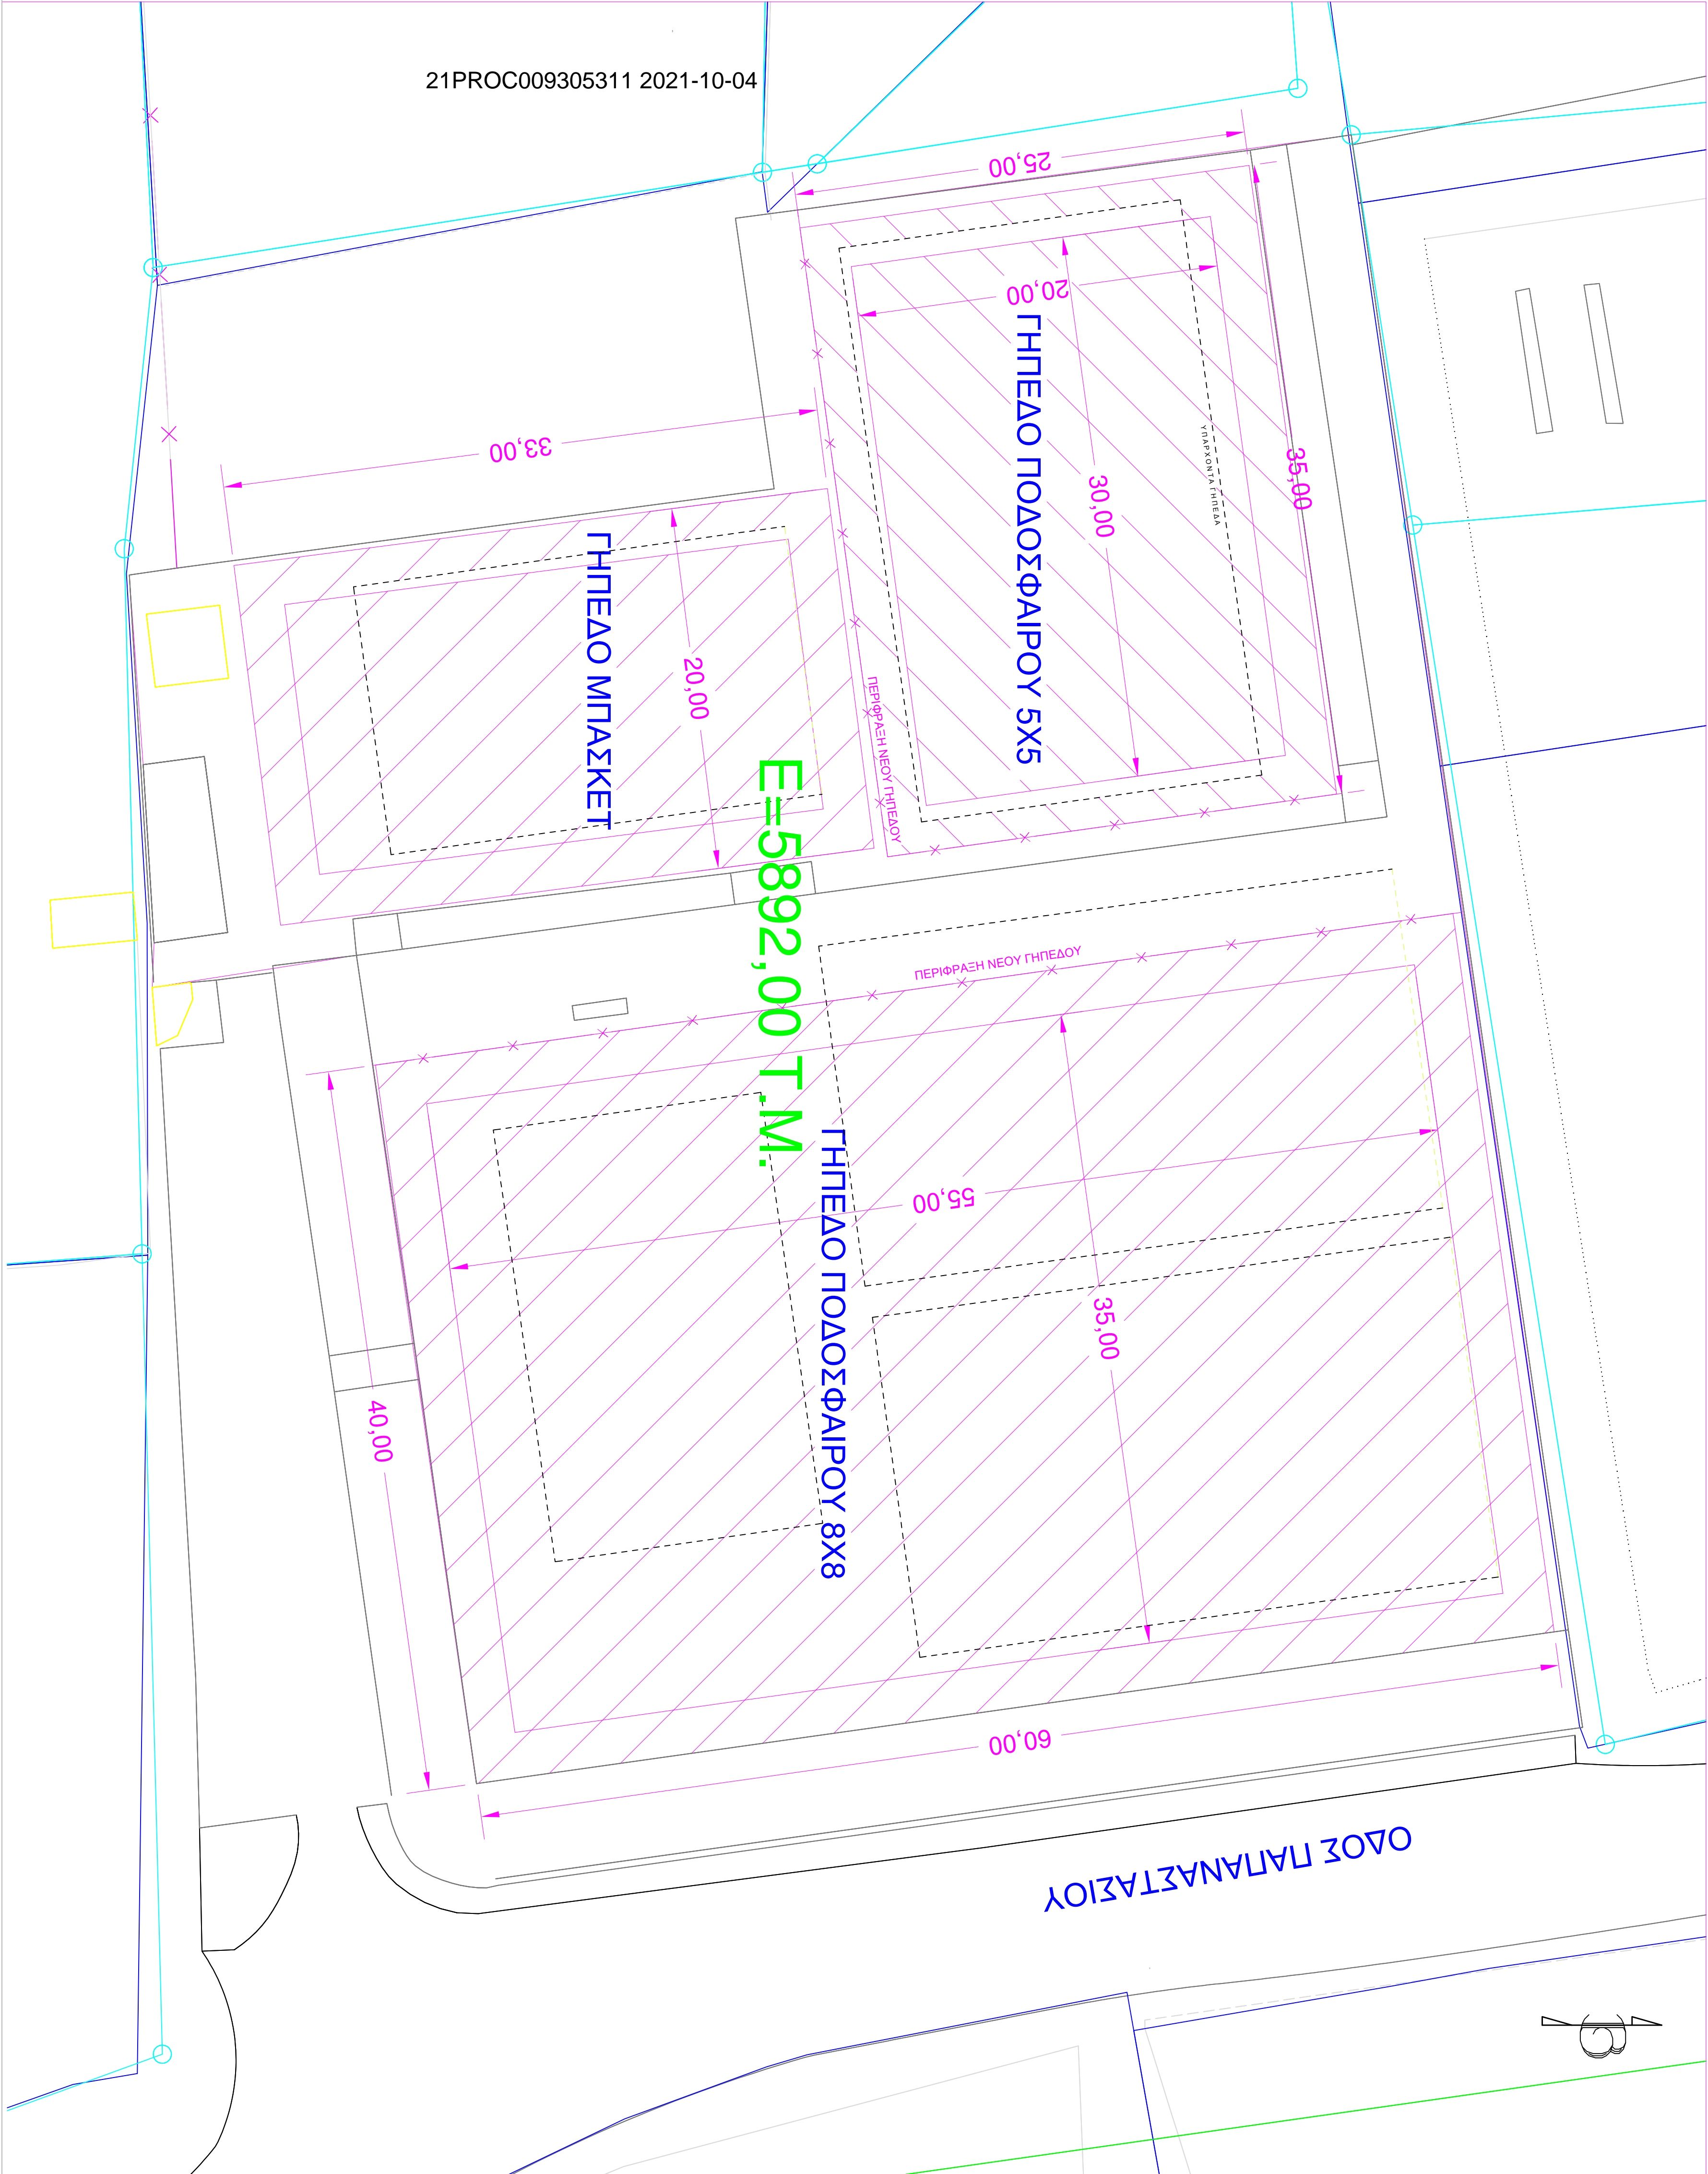 21PROC009305311 2021-10-04
25,00
20,00
ΓΗΠΕΔΟ ΠΟΔΟΣΦΑΙΡΟΥ 5Χ5
30,00
ΥΠΑΡΧΟΝΤΑ ΓΗΠΕΔΑ
35,00
33,00
ΓΗΠΕΔΟ ΜΠΑΣΚΕΤ
20,00
ΠΕΡΙΦΡΑΞΗ ΝΕΟΥ ΓΗΠΕΔΟΥ
Ε=5892,00 Τ.Μ.
ΠΕΡΙΦΡΑΞΗ ΝΕΟΥ ΓΗΠΕΔΟΥ
ΓΗΠΕΔΟ ΠΟΔΟΣΦΑΙΡΟΥ 8Χ8
55,00
35,00
40,00
60,00
ΟΔΟΣ ΠΑΠΑΝΑΣΤΑΣΙΟΥ